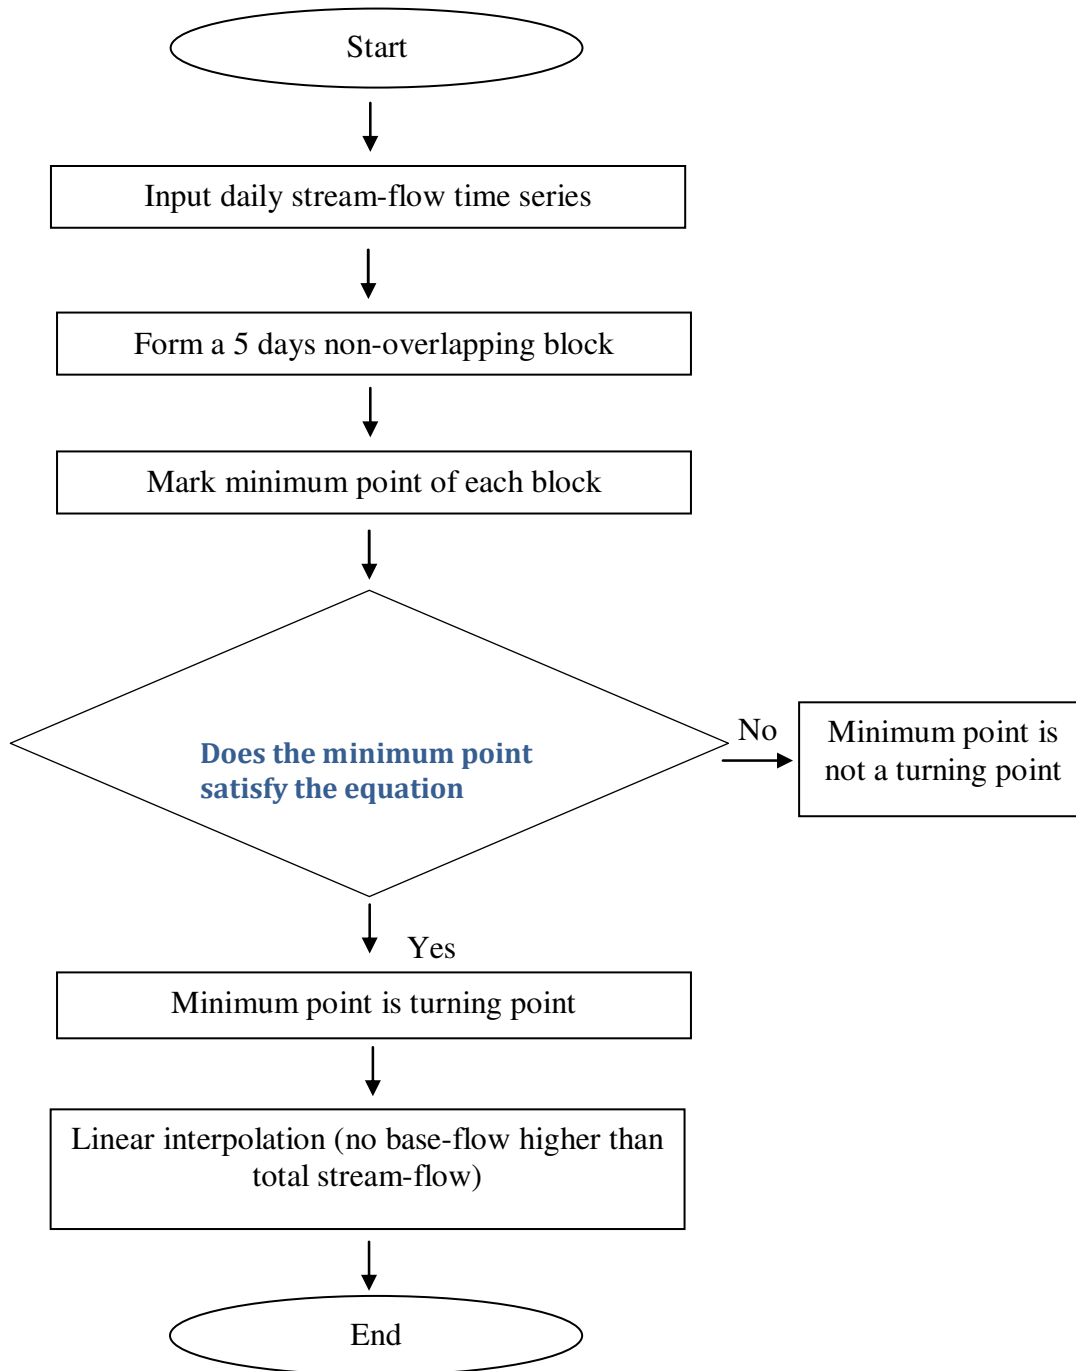 Start
Input daily stream-flow time series
Form a 5 days non-overlapping block
Mark minimum point of each block
Does the minimum point
satisfy the equation
No
Minimum point is
not a turning point
Yes
Minimum point is turning point
Linear interpolation (no base-flow higher than
total stream-flow)
End